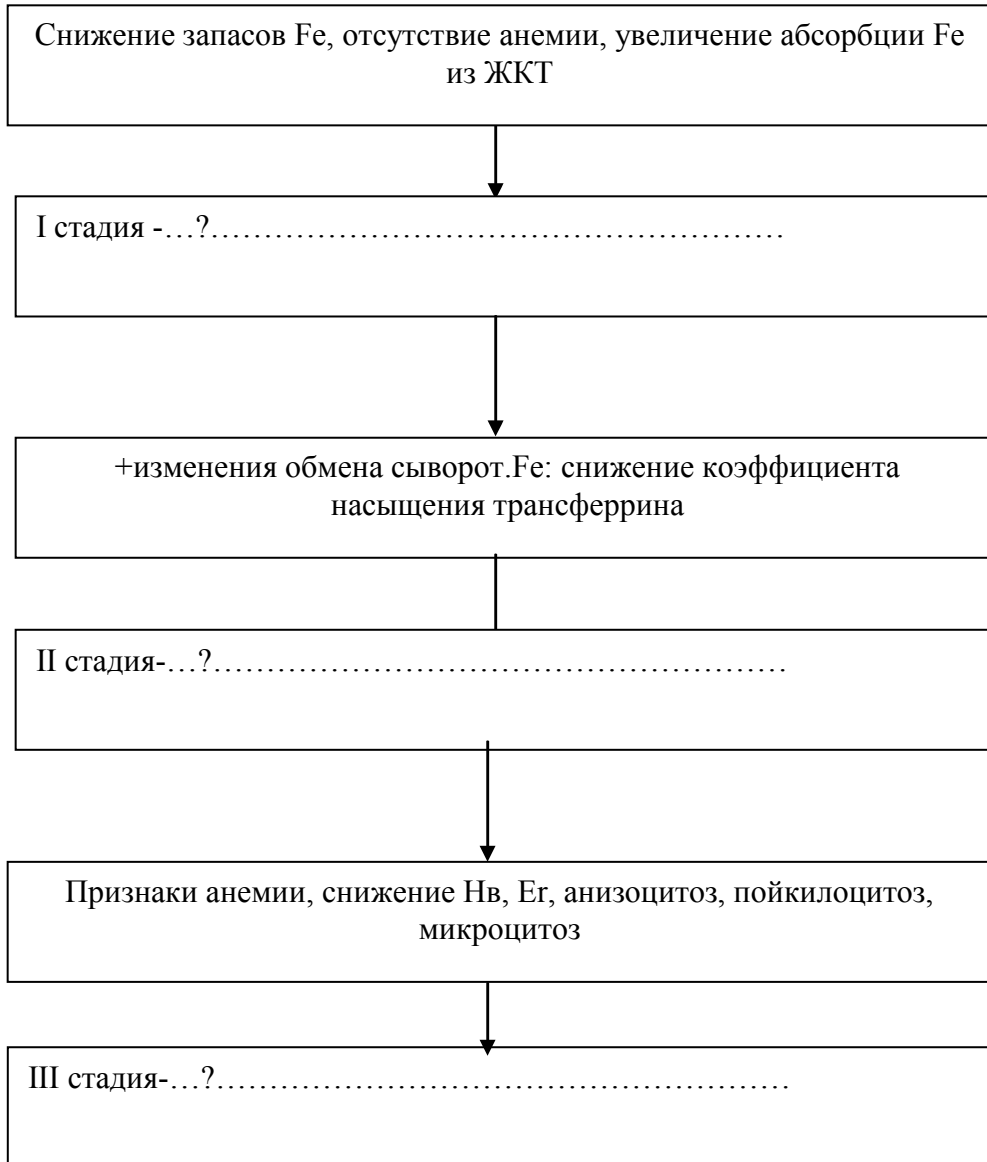 Снижение запасов Fe, отсутствие анемии, увеличение абсорбции Fe
из ЖКТ
I стадия -…?……………………………………………………
+изменения обмена сыворот.Fe: снижение коэффициента
насыщения трансферрина
II стадия-…?……………………………………………………
Признаки анемии, снижение Нв, Er, анизоцитоз, пойкилоцитоз,
микроцитоз
III стадия-…?……………………………………………………